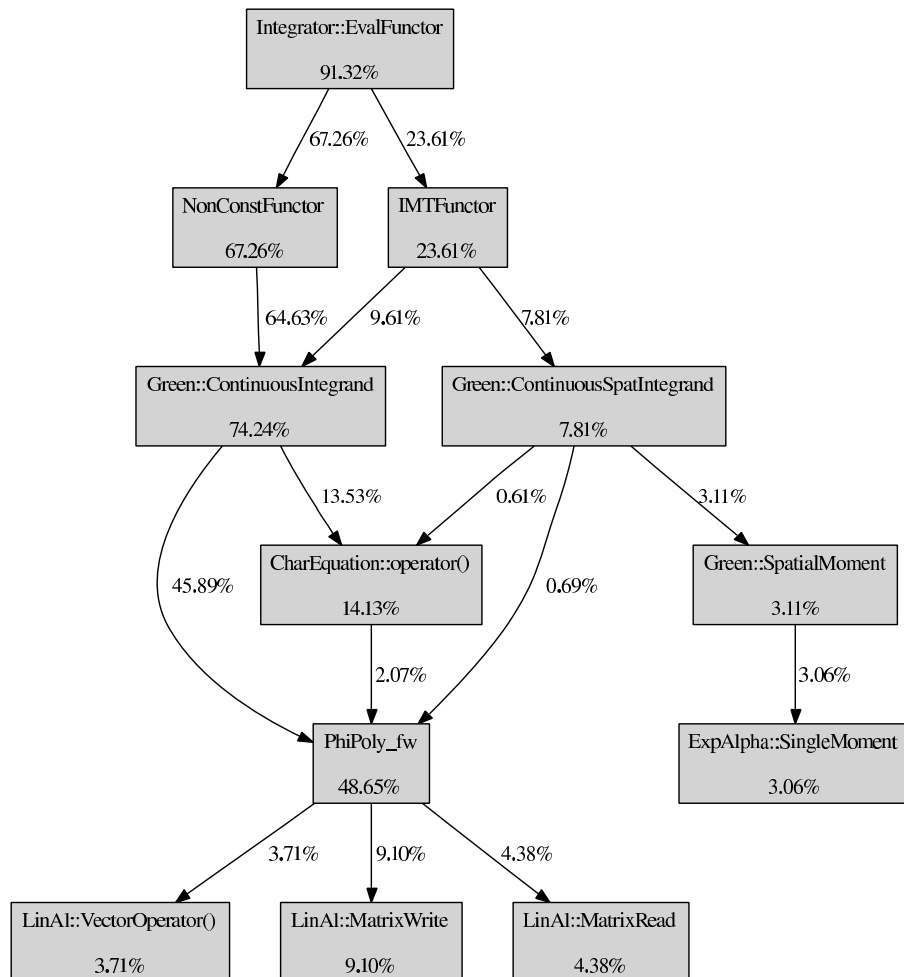 Integrator::EvalFunctor
91.32%
67.26%
23.61%
NonConstFunctor
67.26%
IMTFunctor
23.61%
64.63%
9.61%
7.81%
Green::ContinuousIntegrand
74.24%
Green::ContinuousSpatIntegrand
7.81%
13.53%
0.61%
3.11%
45.89%
CharEquation::operator()
14.13%
0.69%
Green::SpatialMoment
3.11%
2.07%
3.06%
PhiPoly_fw
48.65%
ExpAlpha::SingleMoment
3.06%
3.71%
9.10%
4.38%
LinAl::VectorOperator()
3.71%
LinAl::MatrixWrite
9.10%
LinAl::MatrixRead
4.38%